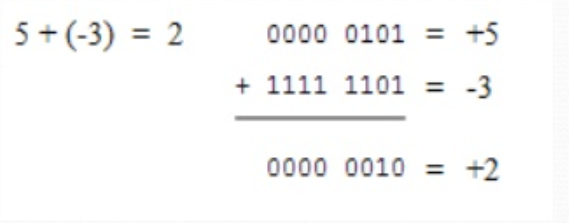 5 + (-3) = 2 0000 0101 = +5
+ 1111 1101 = -3
0000 0010 = +2